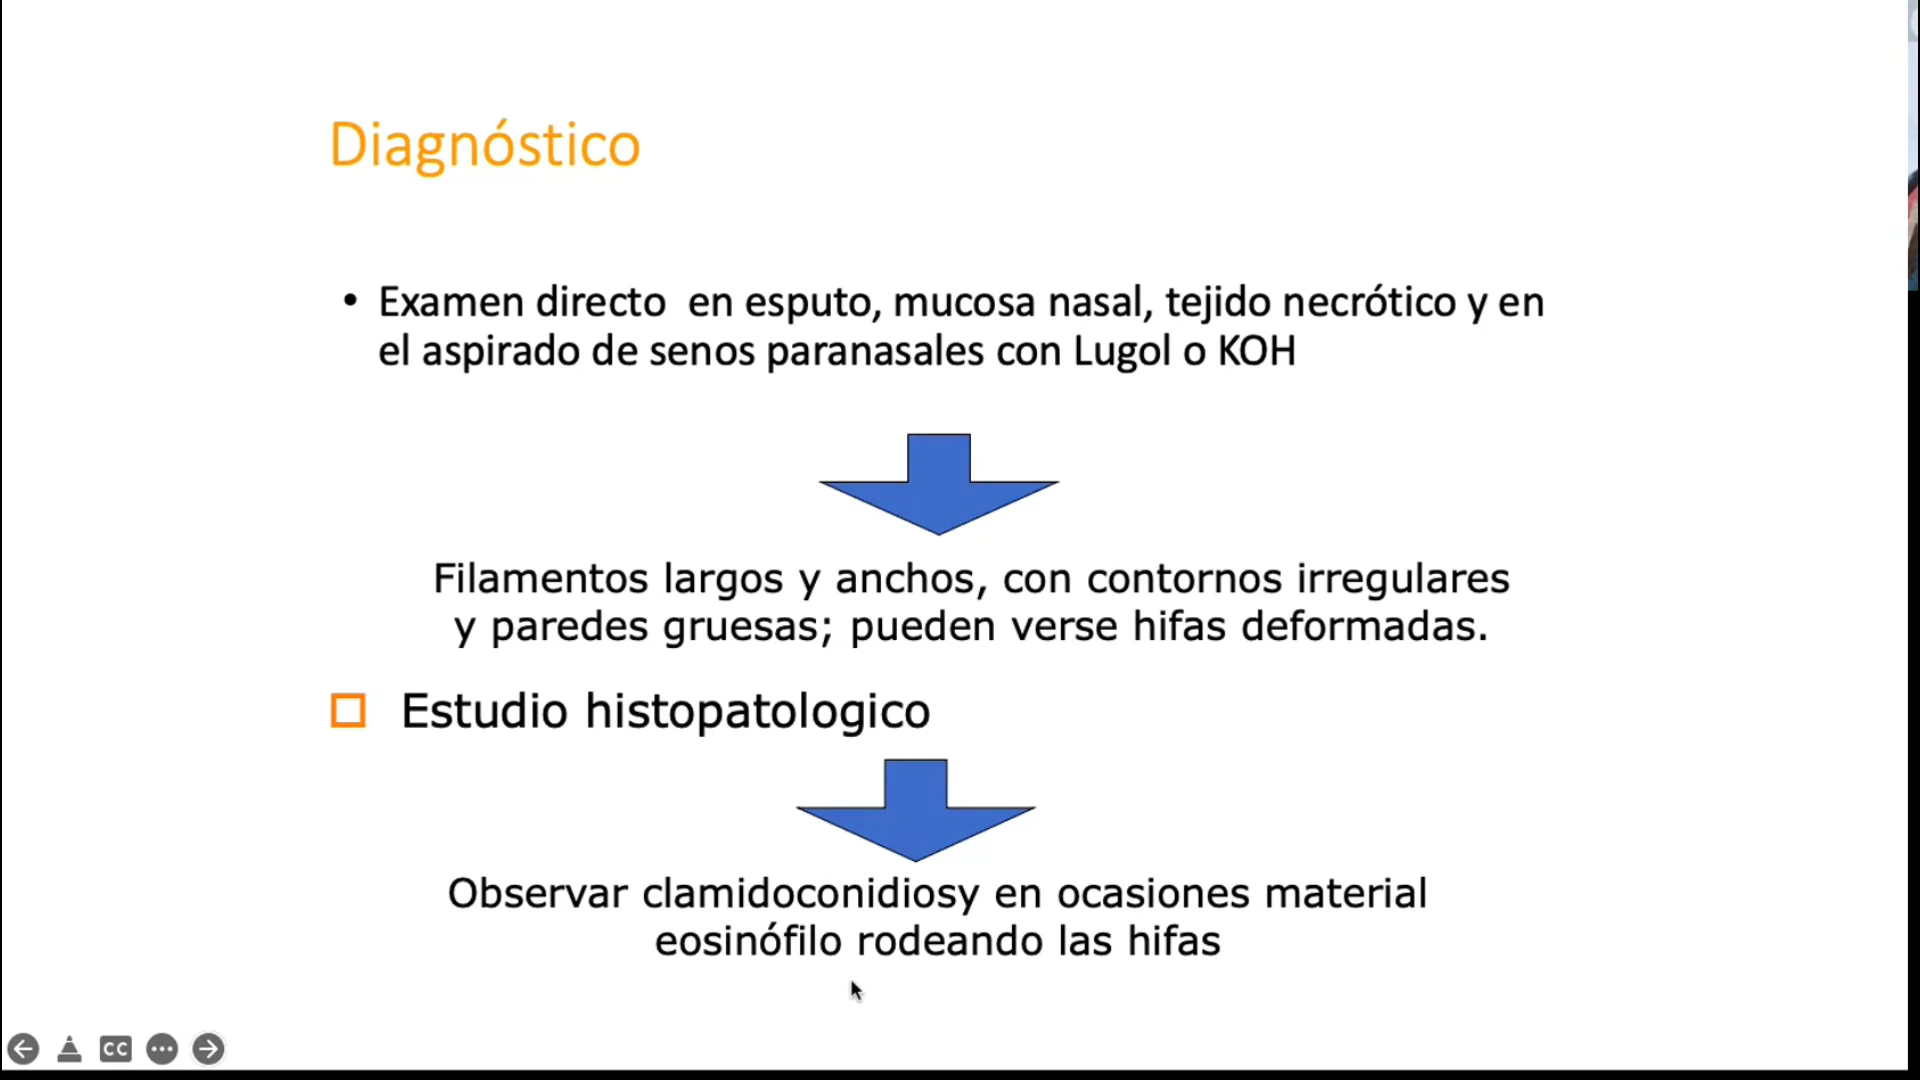 Diagnóstico
• Examen directo  en esputo, mucosa nasal, tejido necrótico y en
el aspirado de senos paranasales con Lugol o KOH
Filamentos largos y anchos, con contornos irregulares
y paredes gruesas; pueden verse hifas deformadas.
Estudio histopatologico
Observar clamidoconidiosy en ocasiones material
eosinófilo rodeando las hifas
CC